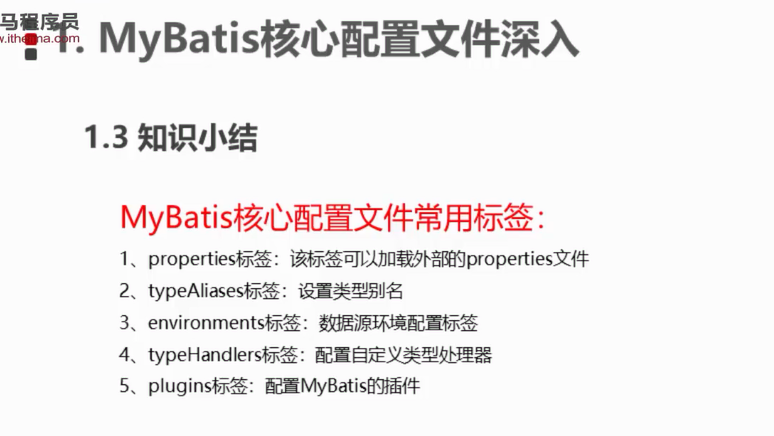 马程序员
w.itheima.com
1. MyBatis核心配置文件深入
1.3 知识小结
MyBatis核心配置文件常用标签：
1、properties标签：该标签可以加载外部的properties文件
2、typeAliases标签：设置类型别名
3、environments标签：数据源环境配置标签
4、typeHandlers标签：配置自定义类型处理器
5、plugins标签：配置MyBatis的插件